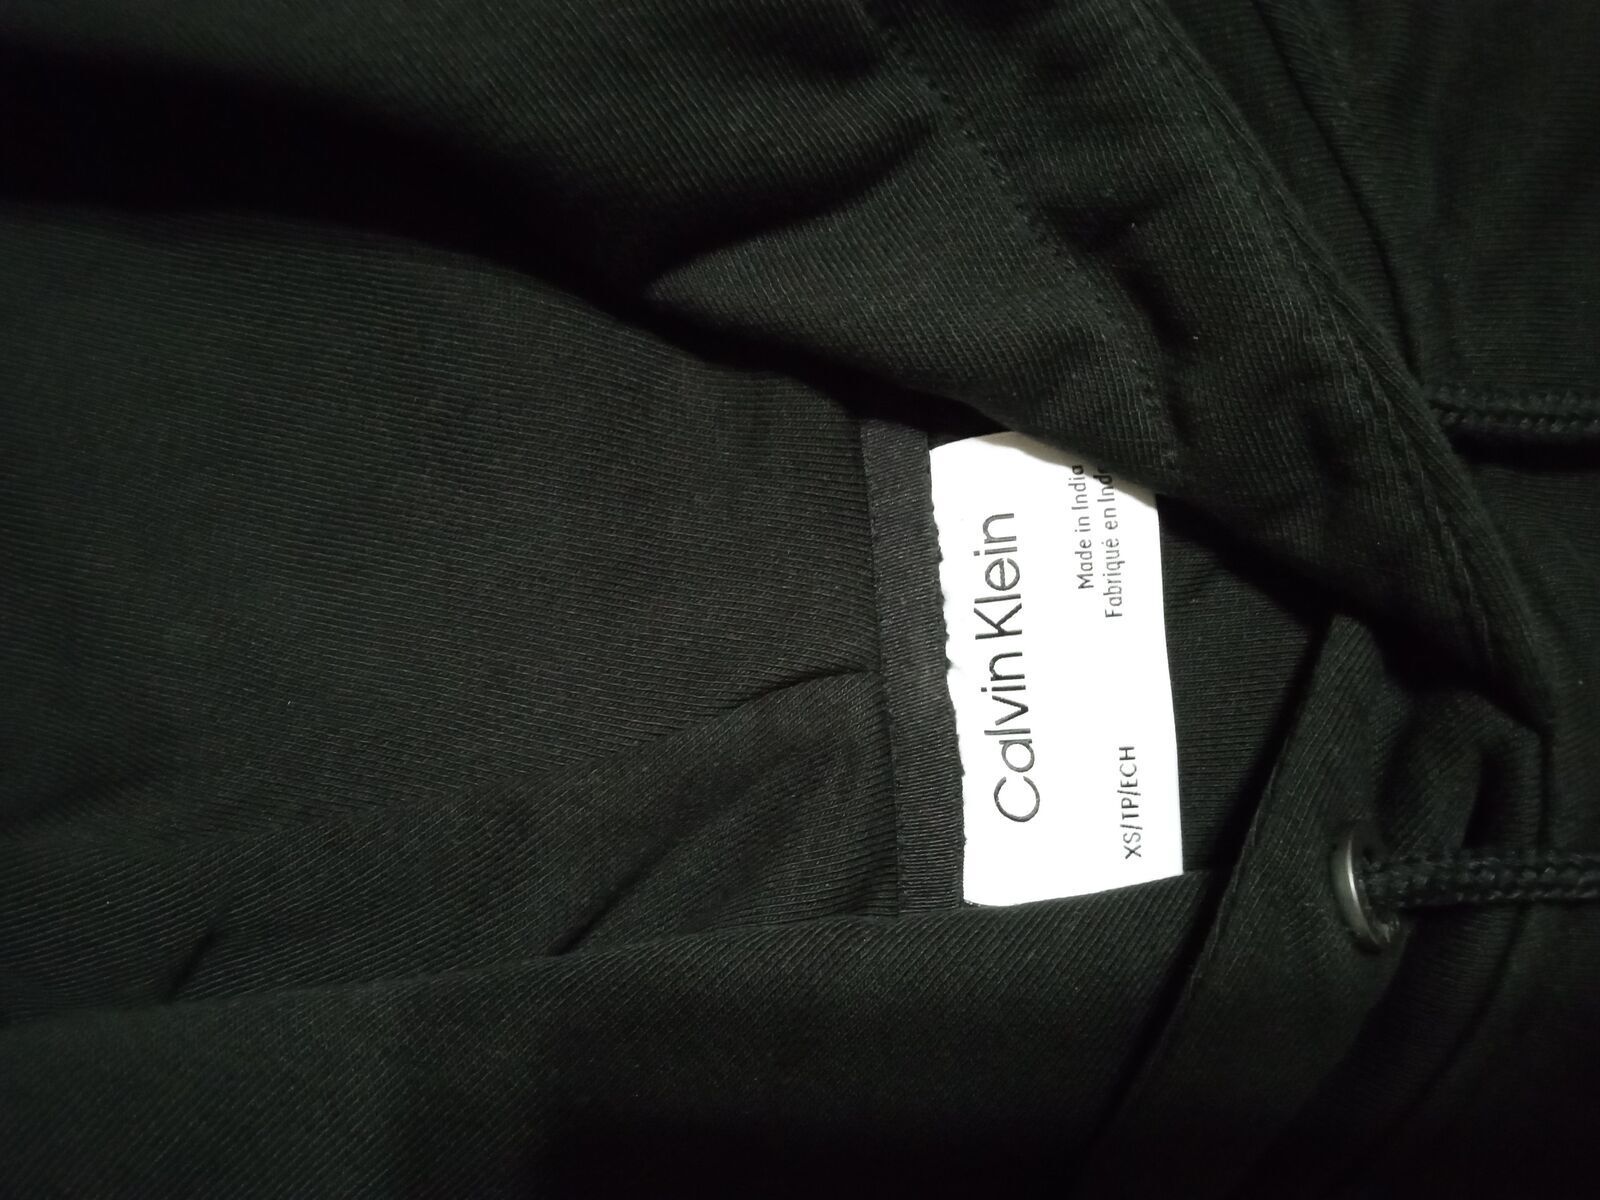 Calvin Klein
Made in India
Fabriqué en
XS/TP/ECH